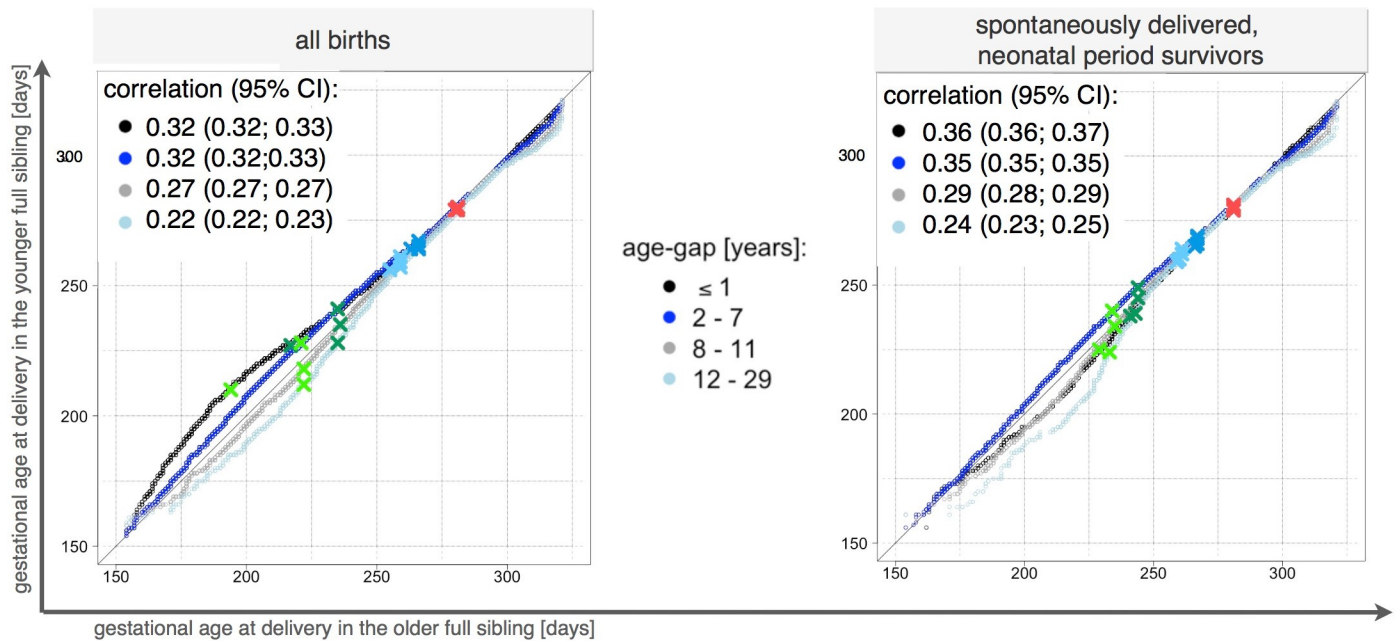 all births
spontaneously delivered,
neonatal period survivors
gestational age at delivery in the younger full sibling [days]
correlation (95% CI):
0.32 (0.32; 0.33)
0.32 (0.32;0.33)
0.27 (0.27; 0.27)
0.22 (0.22; 0.23)
300
250
200
150
150
200
250
300
age-gap [years]:
≤ 1
2 - 7
8 - 11
12 - 29
correlation (95% CI):
0.36 (0.36; 0.37)
0.35 (0.35; 0.35)
0.29 (0.28; 0.29)
0.24 (0.23; 0.25)
300
250
200
150
150
200
250
300
gestational age at delivery in the older full sibling [days]